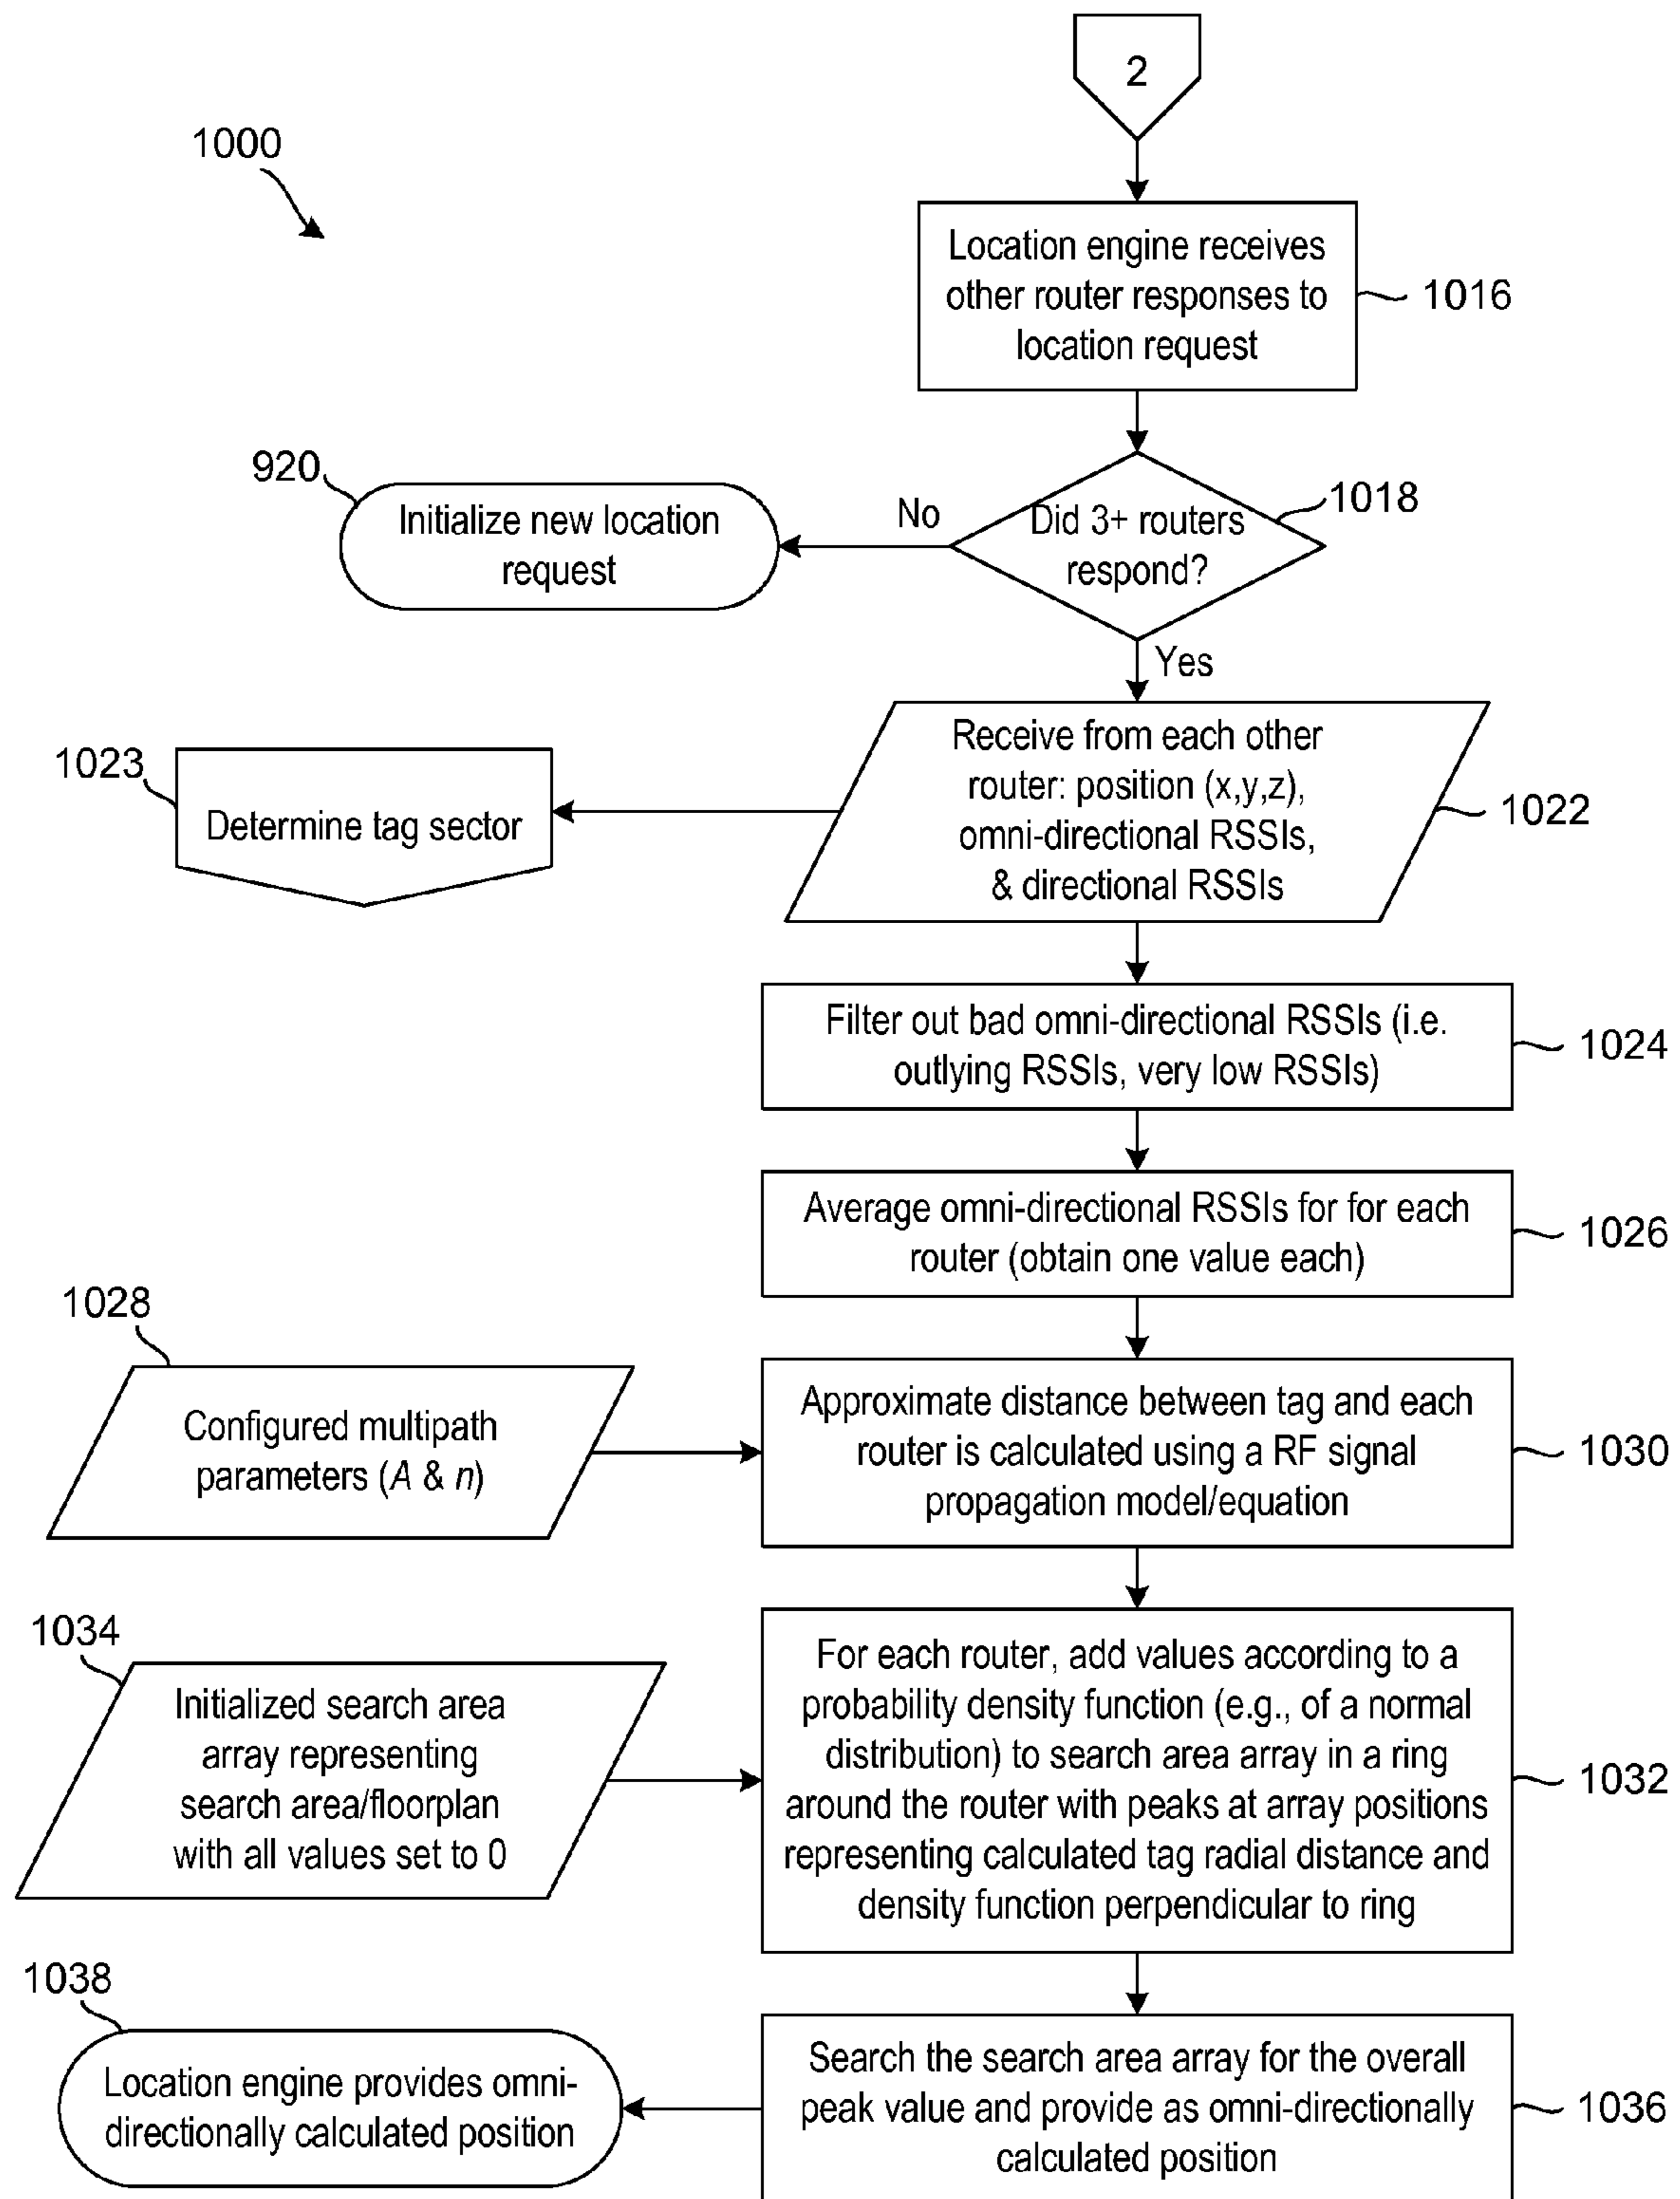 2
1000
Location engine receives
other router responses to
location request
1016
920
Initialize new location
request
No
Did 3+ routers
respond?
1018
Yes
1023
Determine tag sector
Receive from each other
router: position (x,y,z),
omni-directional RSSIs,
& directional RSSIs
1022
Filter out bad omni-directional RSSIs (i.e.
outlying RSSIs, very low RSSIs)
1024
Average omni-directional RSSIs for for each
router (obtain one value each)
1026
1028
Configured multipath
parameters (A & n)
Approximate distance between tag and each
router is calculated using a RF signal
propagation model/equation
1030
1034
Initialized search area
array representing
search area/floorplan
with all values set to 0
For each router, add values according to a
probability density function (e.g., of a normal
distribution) to search area array in a ring
around the router with peaks at array positions
representing calculated tag radial distance and
density function perpendicular to ring
1032
1038
Location engine provides omni-
directionally calculated position
Search the search area array for the overall
peak value and provide as omni-directionally
calculated position
1036